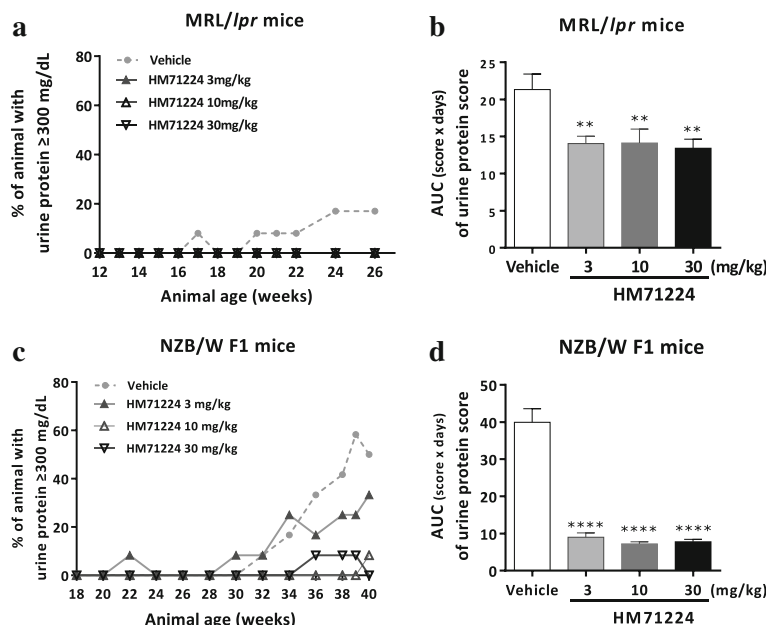 a
MRL/lpr mice
% of animal with
urine protein ≥300 mg/dL
80
60
40
20
0
Vehicle
HM71224 3mg/kg
HM71224 10mg/kg
HM71224 30mg/kg
12 14 16 18 20 22 24 26
Animal age (weeks)
b
MRL/lpr mice
AUC (score x days)
of urine protein score
25
20
15
10
5
0
** ** **
Vehicle 3 10 30 (mg/kg)
HM71224
c
NZB/W F1 mice
% of animal with
urine protein ≥300 mg/dL
80
60
40
20
0
Vehicle
HM71224 3 mg/kg
HM71224 10 mg/kg
HM71224 30 mg/kg
18 20 22 24 26 28 30 32 34 36 38 40
Animal age (weeks)
d
NZB/W F1 mice
AUC (score x days)
of urine protein score
50
40
30
20
10
0
**** **** ****
Vehicle 3 10 30 (mg/kg)
HM71224